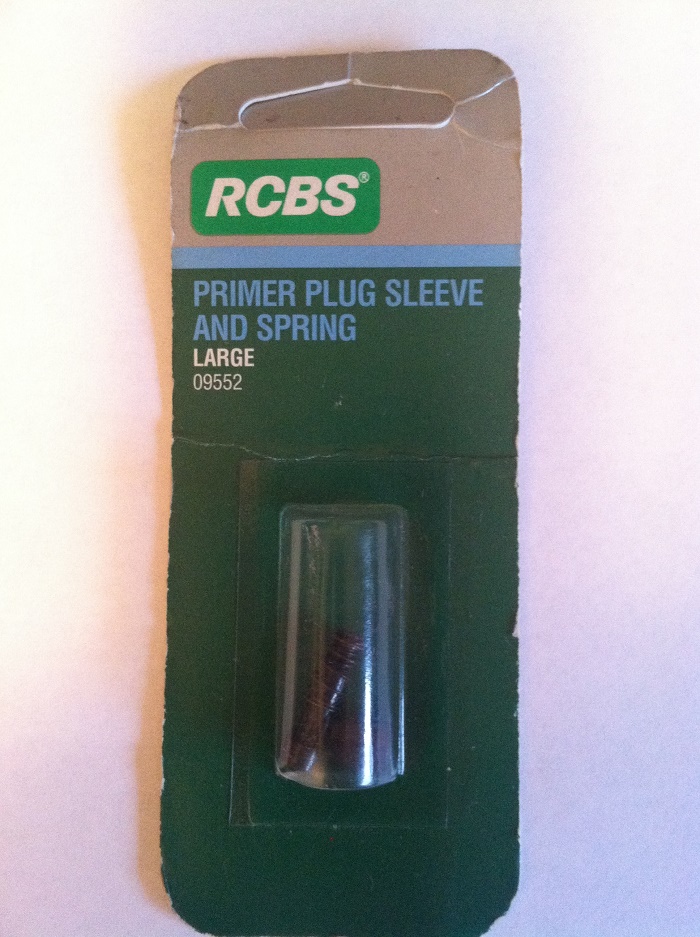 RCBS®
PRIMER PLUG SLEEVE
AND SPRING
LARGE
09552